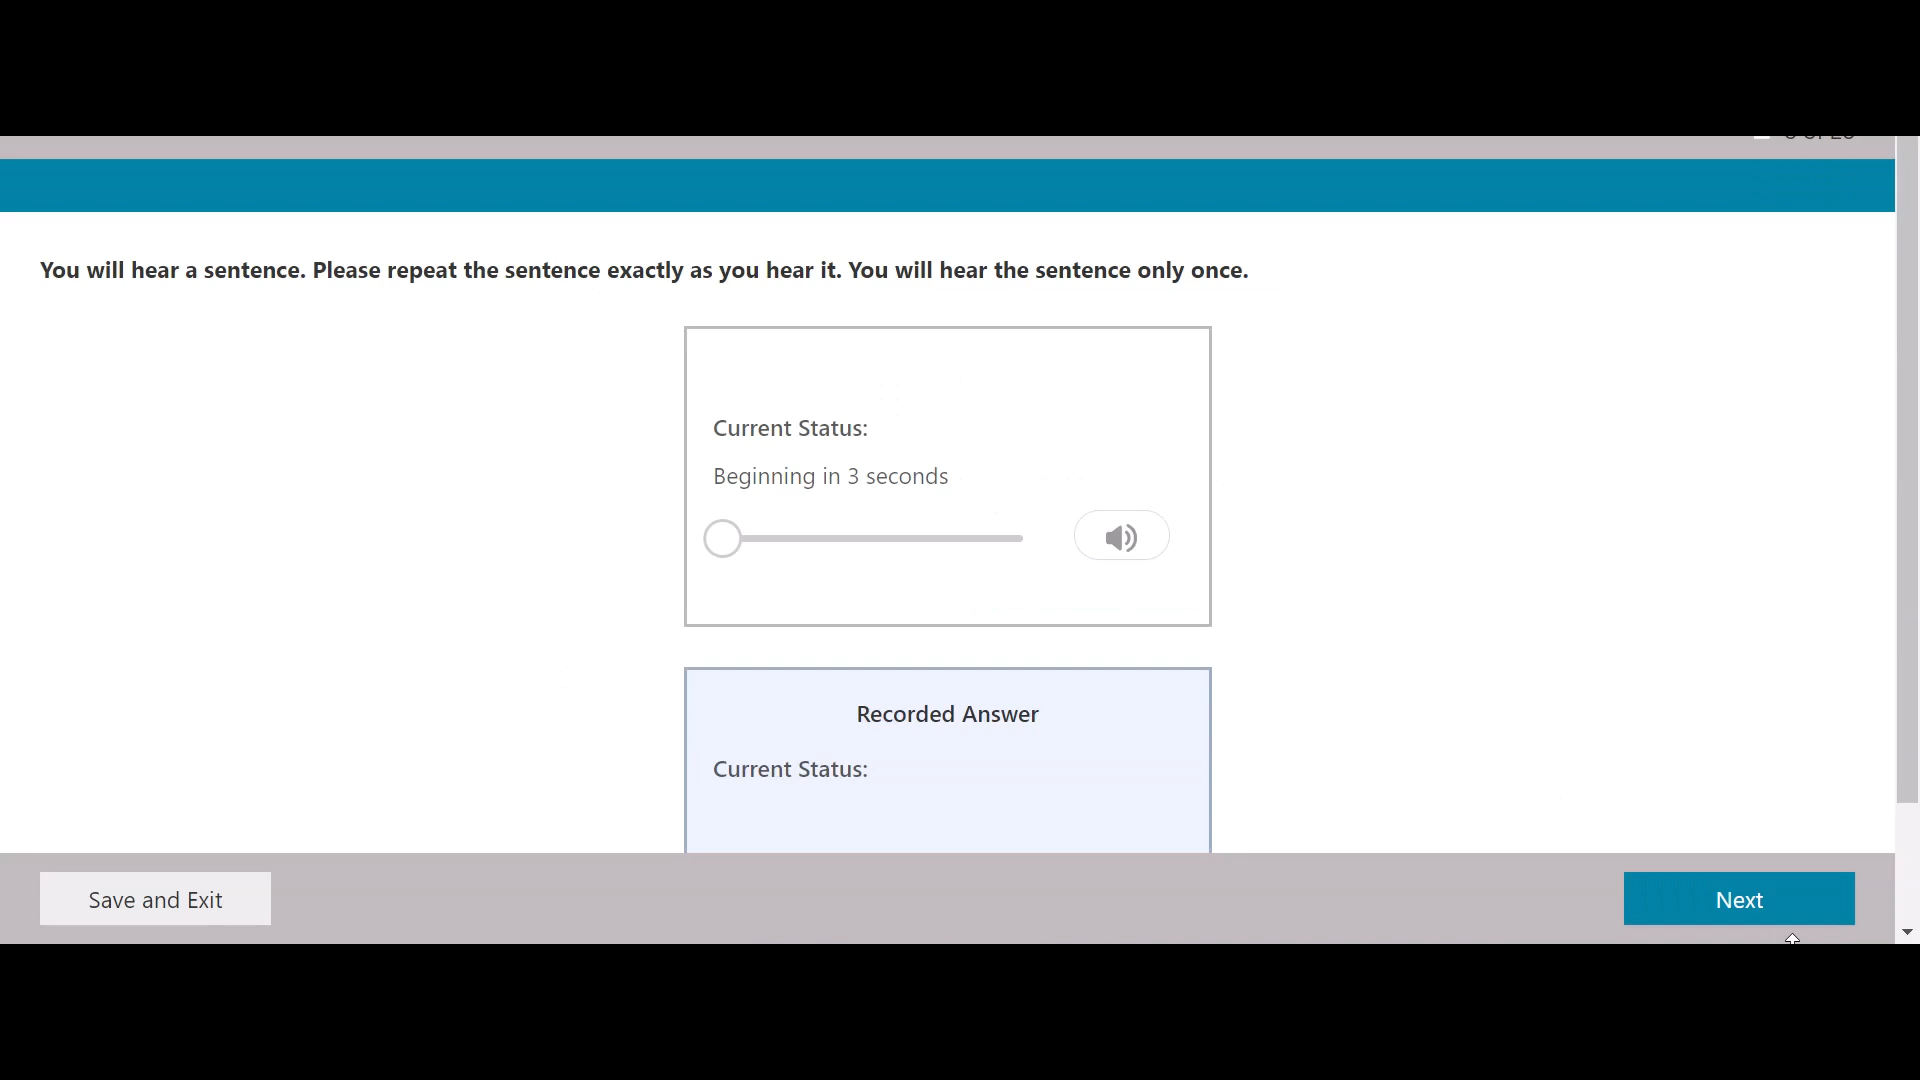 You will hear a sentence. Please repeat the sentence exactly as you hear it. You will hear the sentence only once.
Current Status:
Beginning in 3 seconds
Recorded Answer
Current Status:
Save and Exit
Next